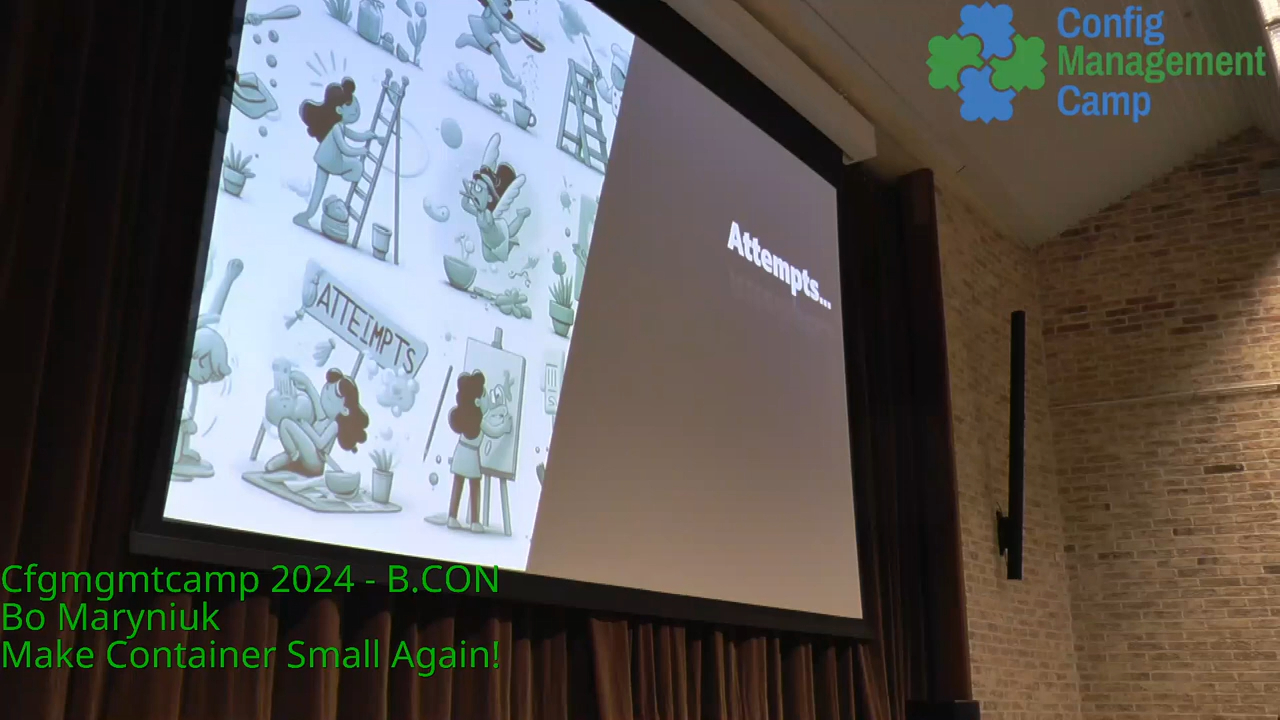 Config
Management
Camp
Attempts...
ATTEIMPTS
Cfgmgmtcamp 2024 - B.CON
Bo Maryniuk
Make Container Small Again!